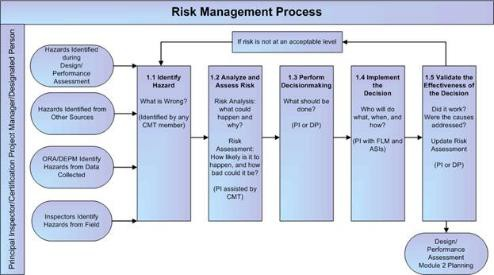 Risk Management Process
Principal Inspector/Certification Project Manager/Designated Person
If risk is not at an acceptable level
Hazards Identified
during
Design/
Performance
Assessment
Hazards Identified from
Other Sources
ORA/DEPM Identify
Hazards from Data
Collected
Inspectors Identify
Hazards from Field
1.1 Identify
Hazard
What is Wrong?
(Identified by any
CMT member)
1.2 Analyze and
Assess Risk
Risk Analysis:
what could
happen and
why?
Risk
Assessment:
How likely is it to
happen, and how
bad could it be?
(PI assisted by
CMT)
1.3 Perform
Decisionmaking
What should be
done?
(PI or DP)
1.4 Implement
the
Decision
Who will do
what, when, and
how?
(PI with FLM and
ASIs)
1.5 Validate the
Effectiveness of
the Decision
Did it work?
Were the causes
addressed?
Update Risk
Assessment
(PI or DP)
Design/
Performance
Assessment
Module 2 Planning